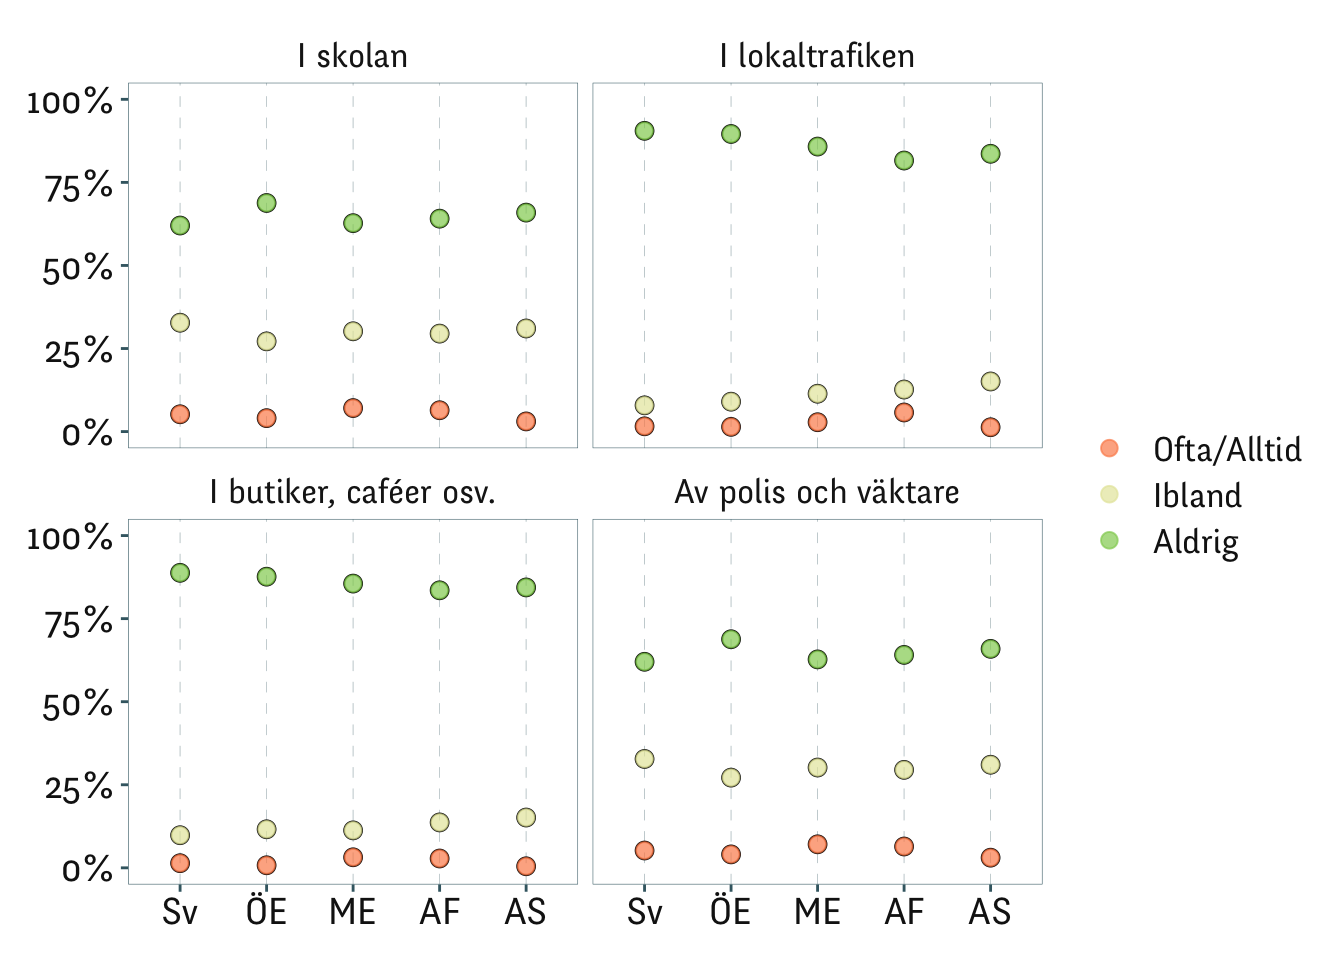 I skolan
I lokaltrafiken
100%
75%
50%
25%
0%
I butiker, caféer osv.
Av polis och väktare
100%
75%
50%
25%
0%
Sv ÖE ME AF AS
Sv ÖE ME AF AS
Ofta/Alltid
Ibland
Aldrig